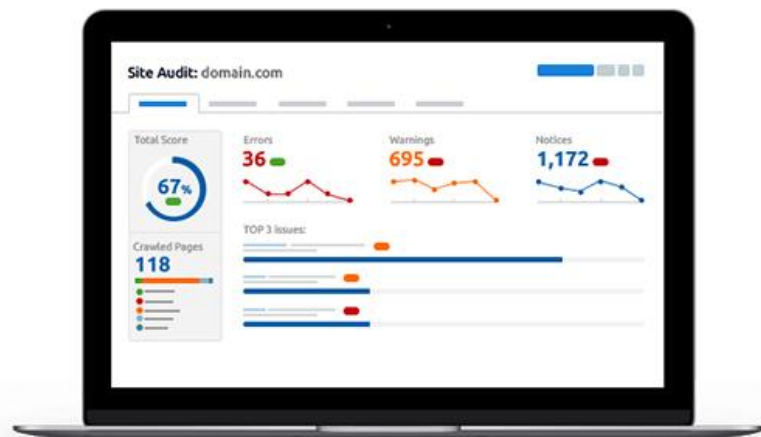 Site Audit: domain.com
Total Score
67%
Errors
36
Warnings
695
Notices
1,172
TOP 3 issues:
Crawled Pages
118